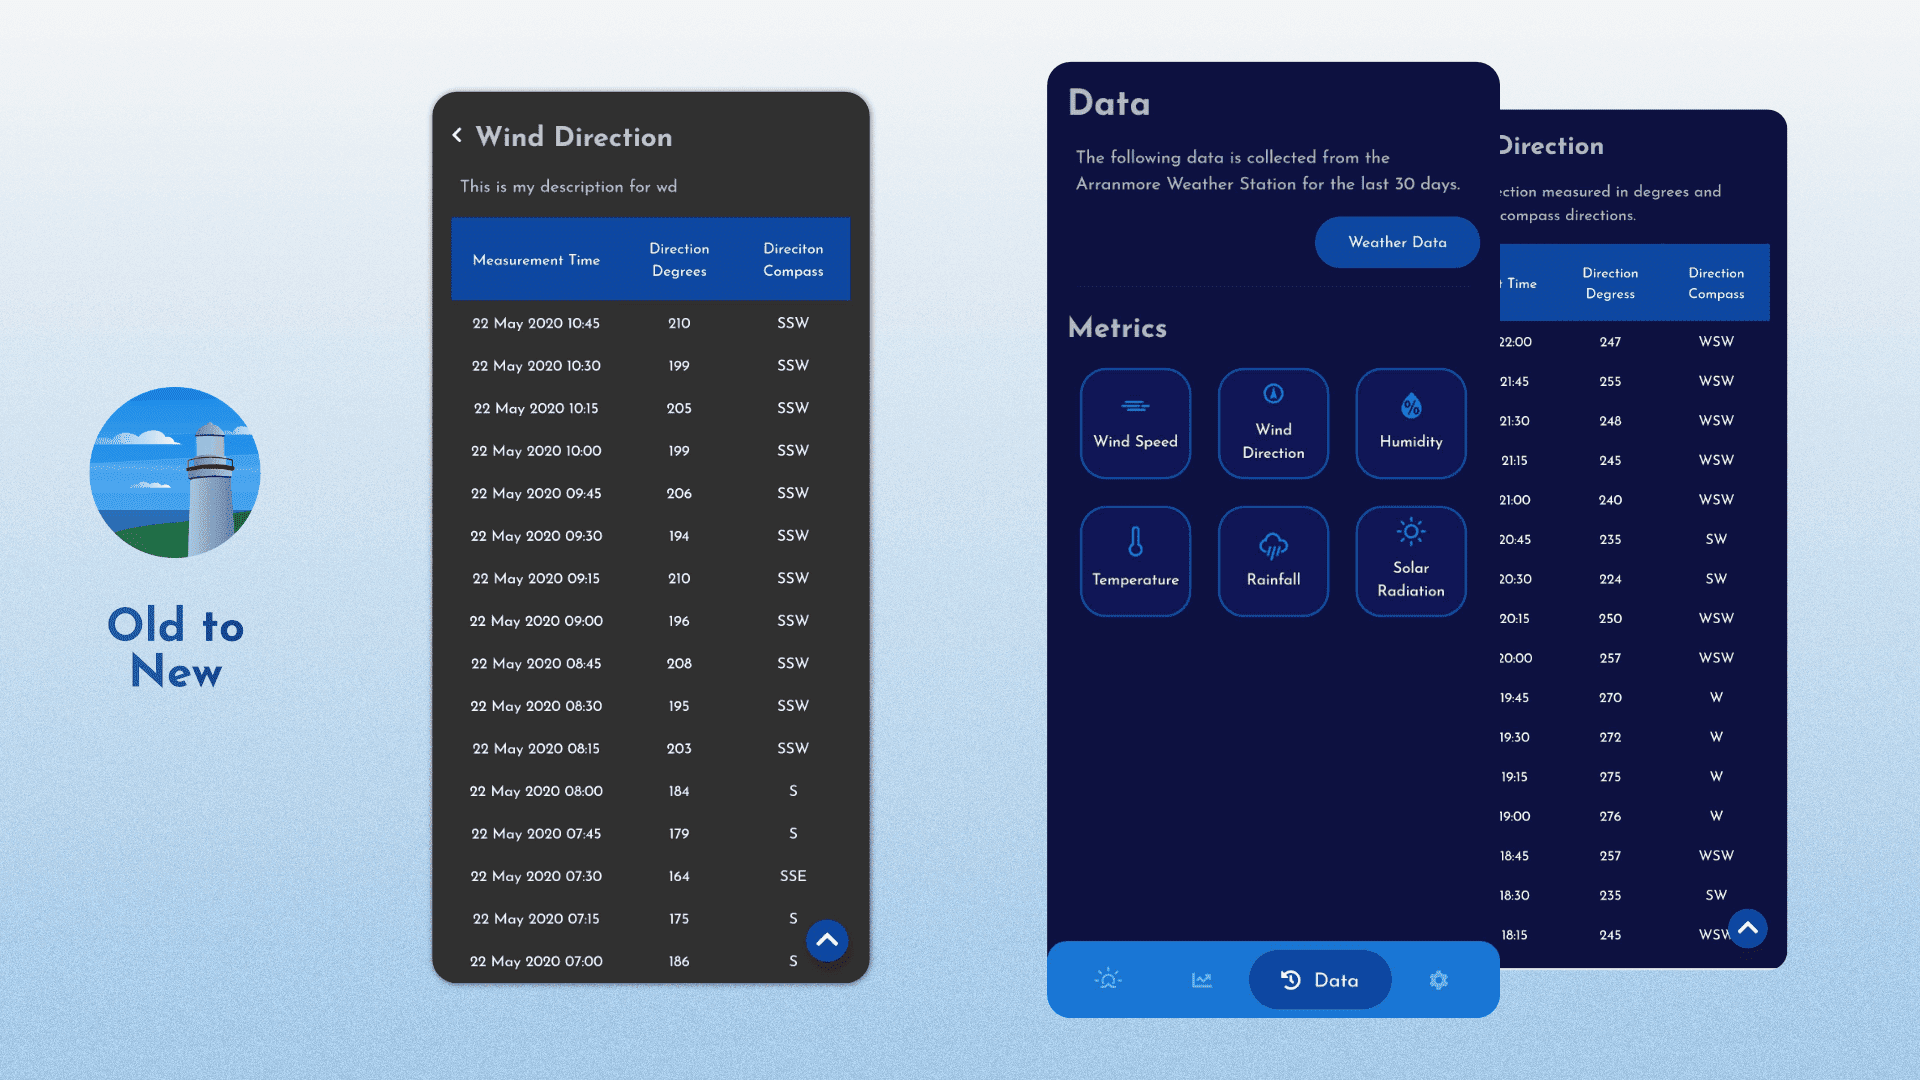 Old to
New
Wind Direction
This is my description for wd
Measurement Time Direction Degrees Direciton Compass
22 May 2020 10:45 210 SSW
22 May 2020 10:30 199 SSW
22 May 2020 10:15 205 SSW
22 May 2020 10:00 199 SSW
22 May 2020 09:45 206 SSW
22 May 2020 09:30 194 SSW
22 May 2020 09:15 210 SSW
22 May 2020 09:00 196 SSW
22 May 2020 08:45 208 SSW
22 May 2020 08:30 195 SSW
22 May 2020 08:15 203 SSW
22 May 2020 08:00 184 S
22 May 2020 07:45 179 S
22 May 2020 07:30 164 SSE
22 May 2020 07:15 175 S
22 May 2020 07:00 186 S
Data
The following data is collected from the
Arranmore Weather Station for the last 30 days.
Weather Data
Metrics
Wind Speed
Wind
Direction
Humidity
Temperature
Rainfall
Solar
Radiation
Data
Direction
ection measured in degrees and
compass directions.
t Time Direction Degress Direction Compass
22:00 247 WSW
21:45 255 WSW
21:30 248 WSW
21:15 245 WSW
21:00 240 WSW
20:45 235 SW
20:30 224 SW
20:15 250 WSW
20:00 257 WSW
19:45 270 W
19:30 272 W
19:15 275 W
19:00 276 W
18:45 257 WSW
18:30 235 SW
18:15 245 WSW